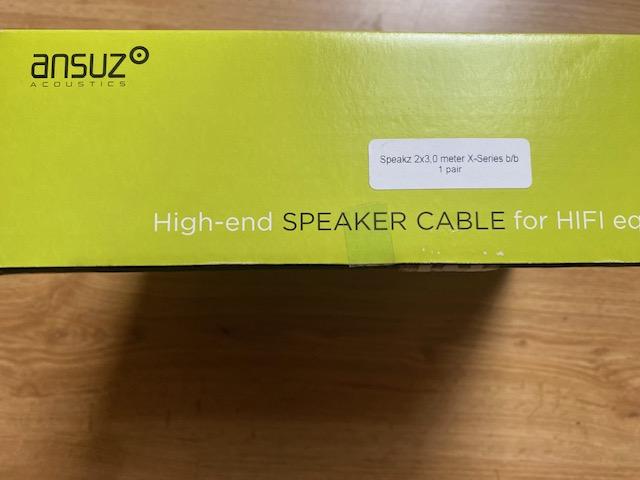 ansuz
ACOUSTICS
Speakz 2x3,0 meter X-Series b/b
1 pair
High-end SPEAKER CABLE for HIFI